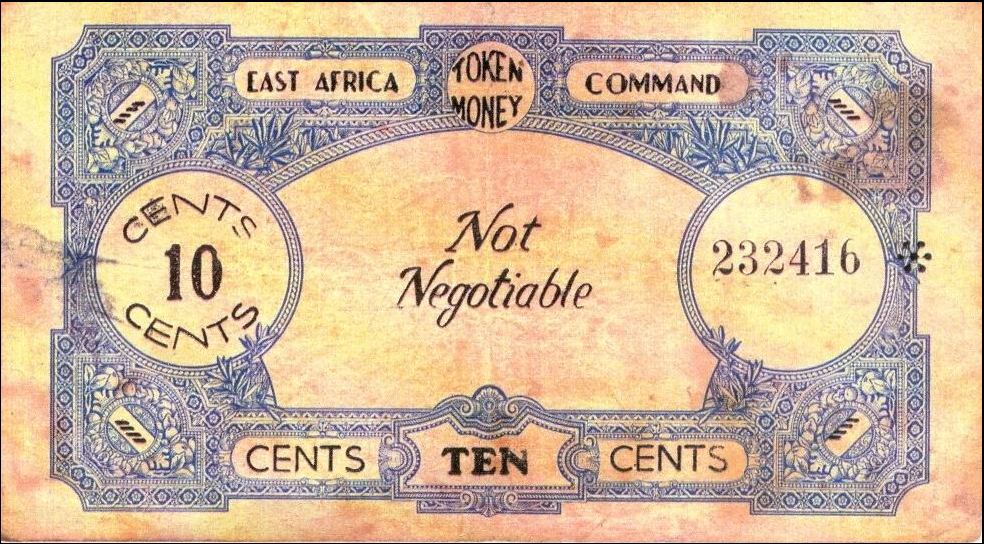 EAST AFRICA
TOKEN
MONEY
COMMAND
CENTS
10
CENTS
Not
Negotiable
232416
CENTS
TEN
CENTS